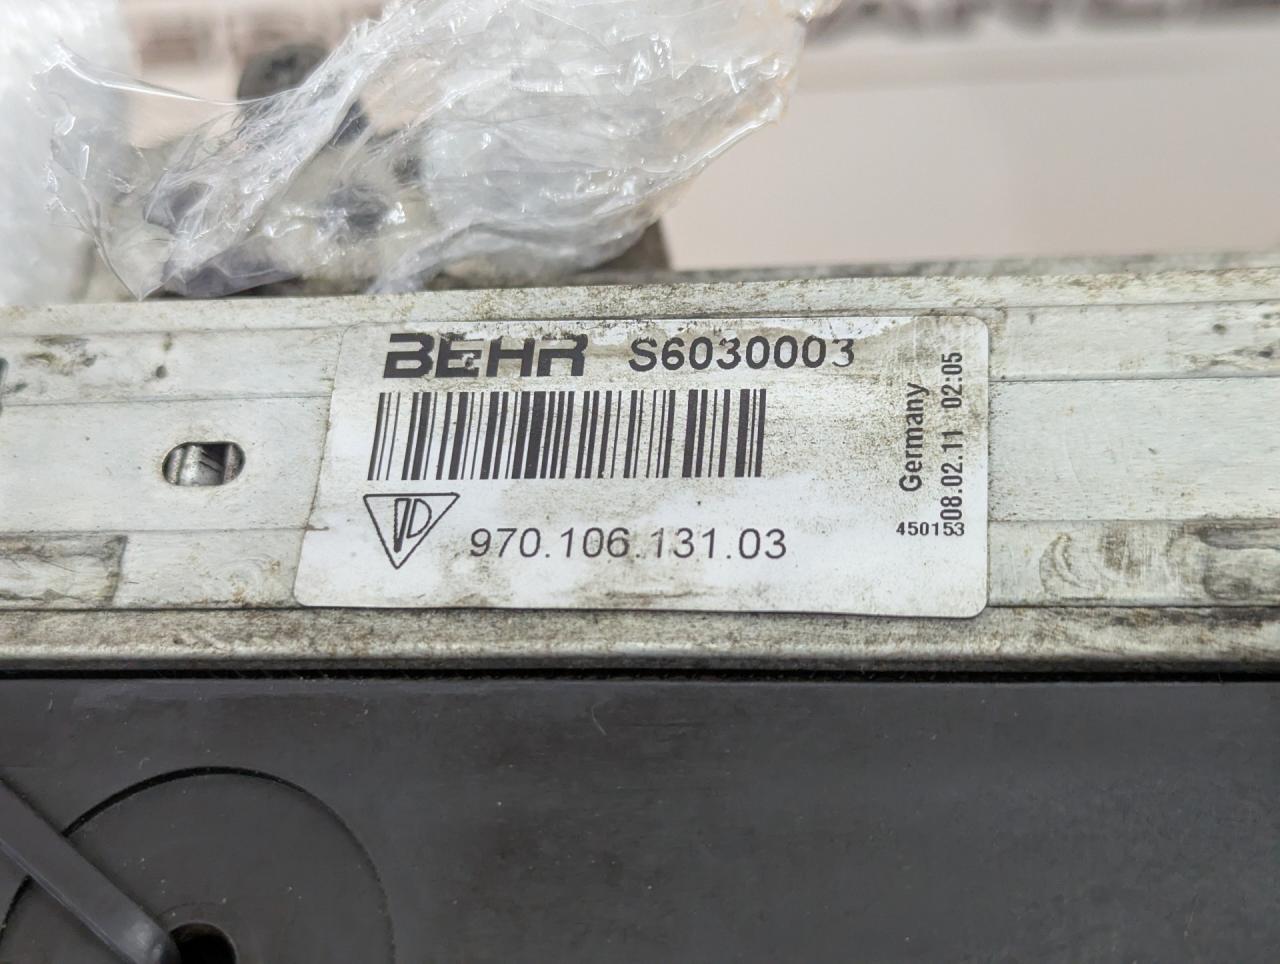 BEHR S6030003
970.106.131.03
Germany
08.02.11 02:05
450153